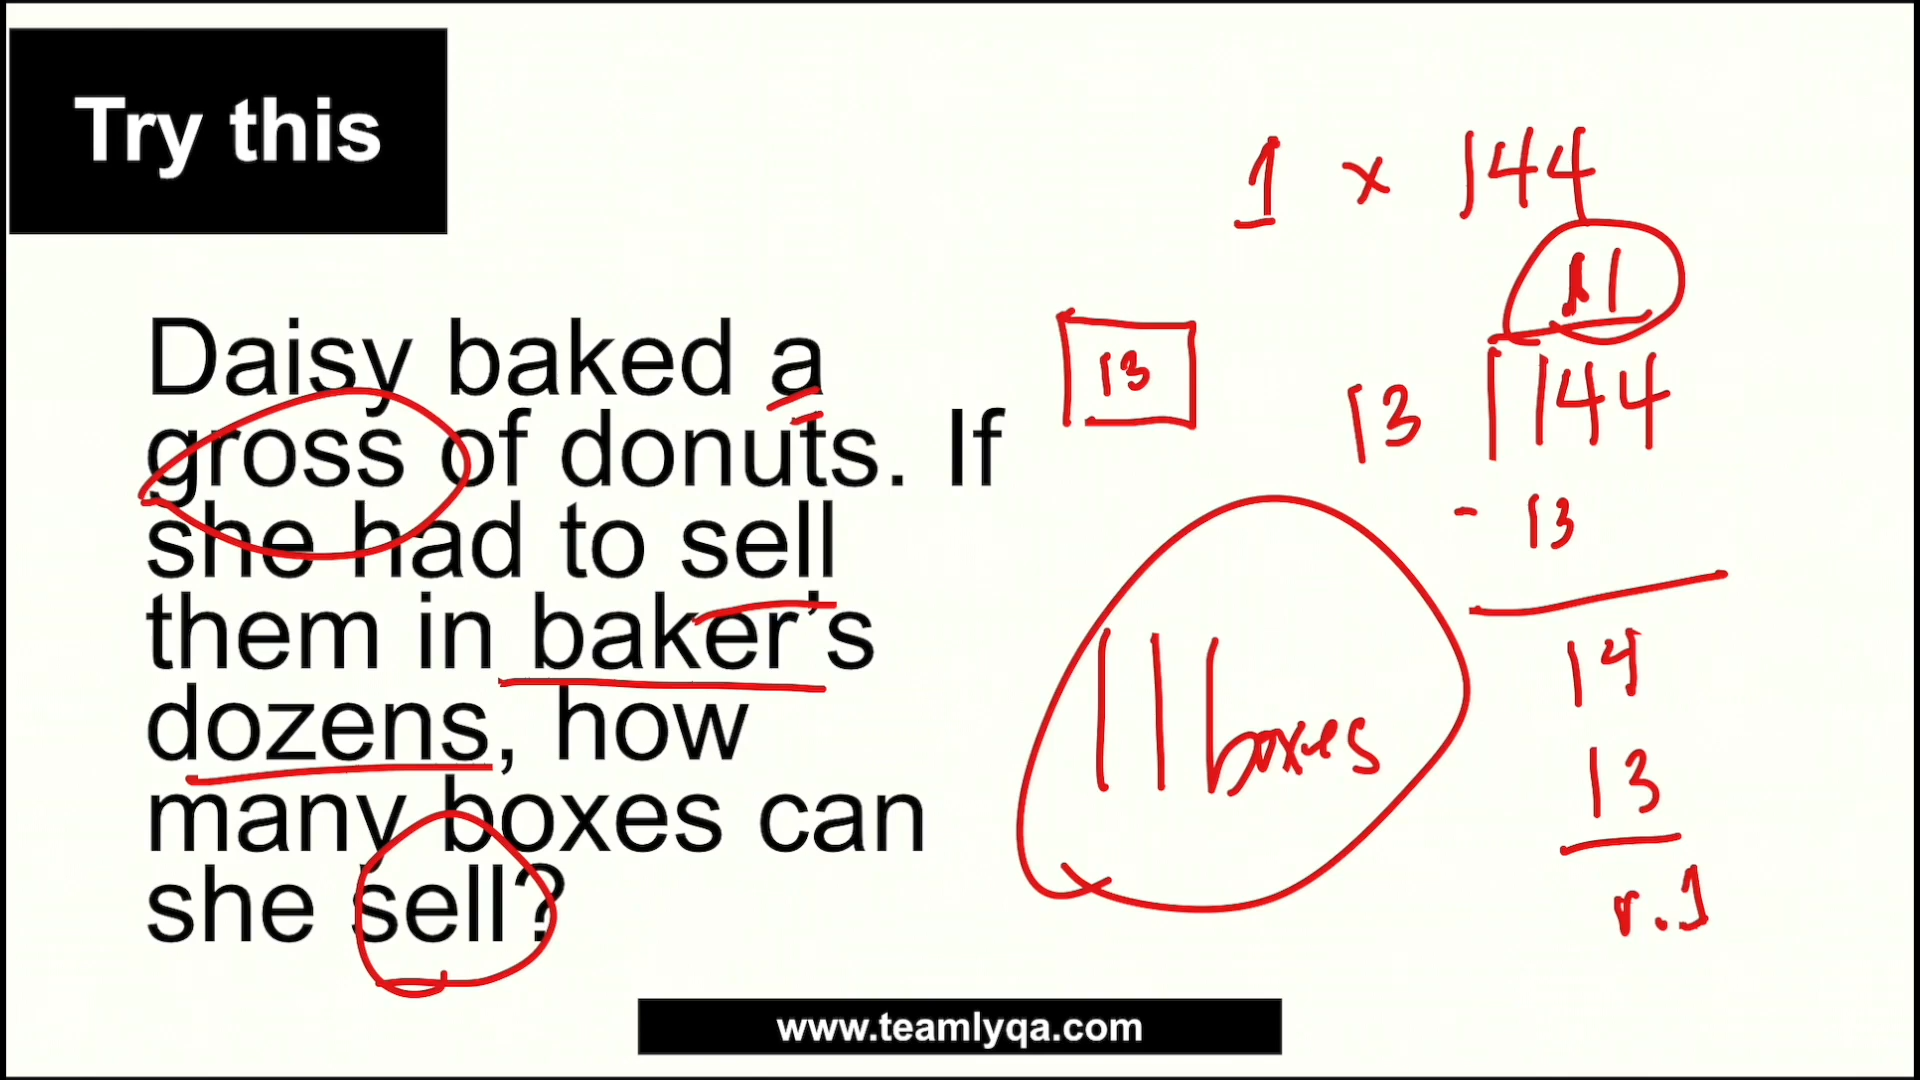 Try this
Daisy baked a
gross of donuts. If
she had to sell
them in baker's
dozens, how
many boxes can
she sell?
1 x 144
11
13
13 144
- 13
14
13
r. 1
11 boxes
www.teamlyqa.com